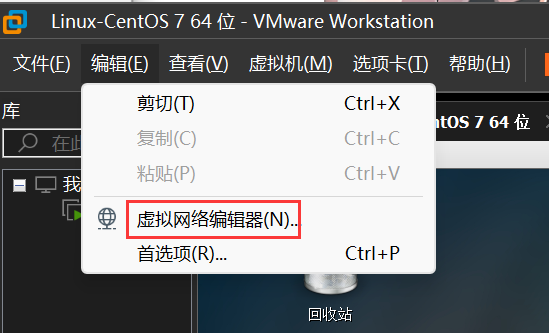 Linux-CentOS 7 64 位 - VMware Workstation
文件(F) 编辑(E) 查看(V) 虚拟机(M) 选项卡(T) 帮助(H)
库
在此
我
剪切(T) Ctrl+X
复制(C) Ctrl+C
粘贴(P) Ctrl+V
虚拟网络编辑器(N)...
首选项(R)... Ctrl+P
ntOS 7 64 位
回收站